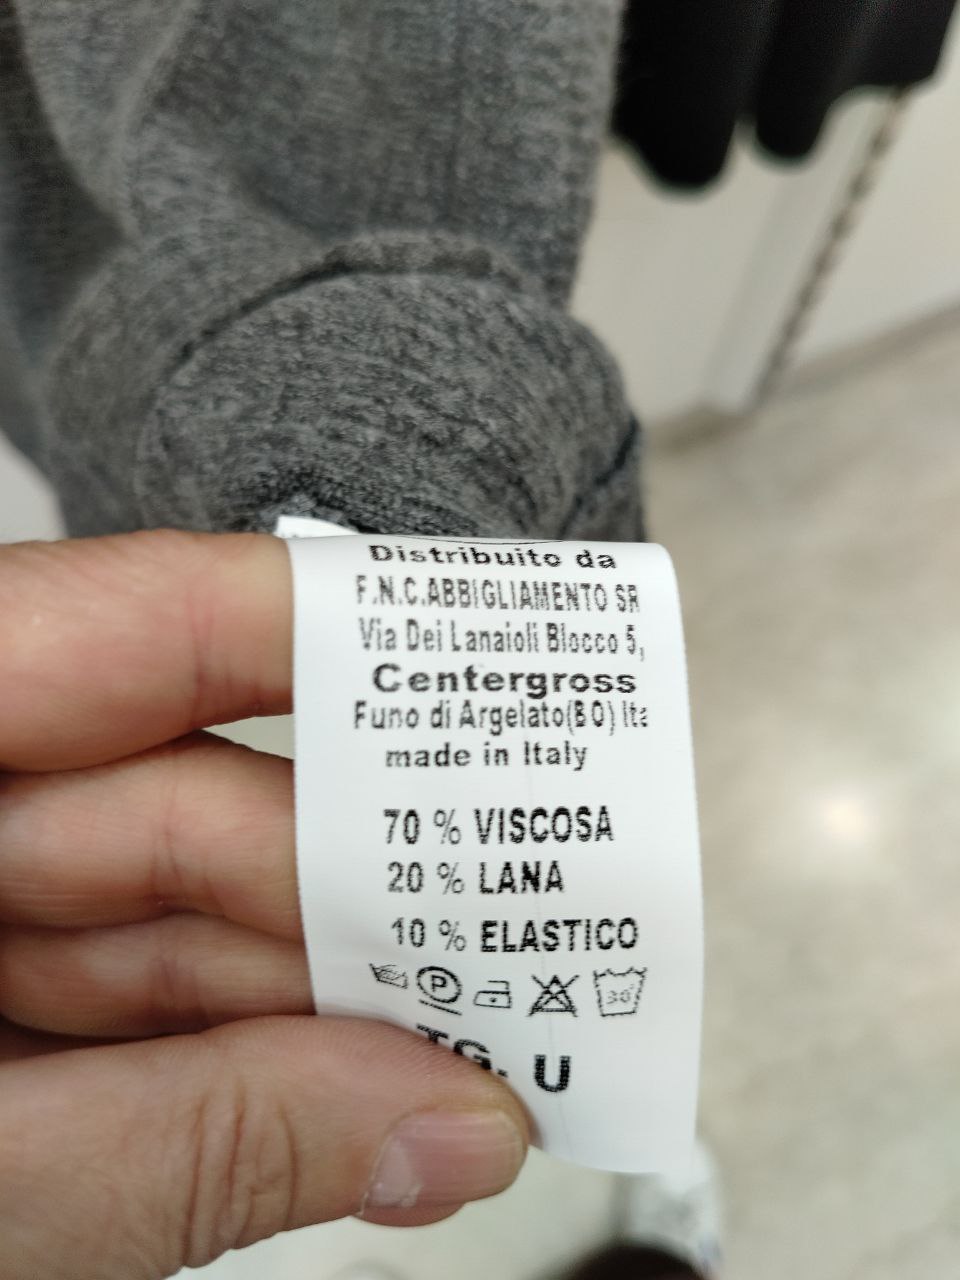 Distribuito da
F.N.C.ABBIGLIAMENTO SR
Via Dei Lanaioli Blocco 5,
Centergross
Funo di Argelato(BO) Ita
made in Italy
70 % VISCOSA
20 % LANA
10 % ELASTICO
P 30°
TG. U